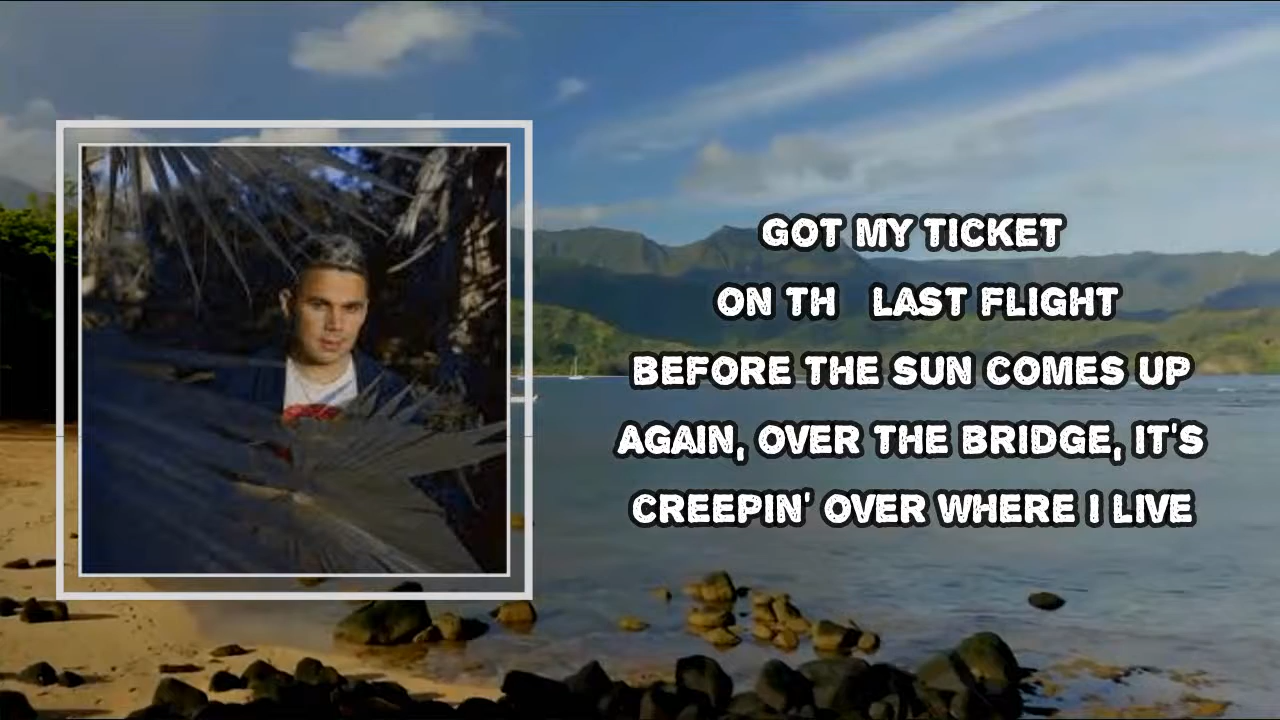 GOT MY TICKET
ON TH   LAST FLIGHT
BEFORE THE SUN COMES UP
AGAIN, OVER THE BRIDGE, IT'S
CREEPIN' OVER WHERE I LIVE